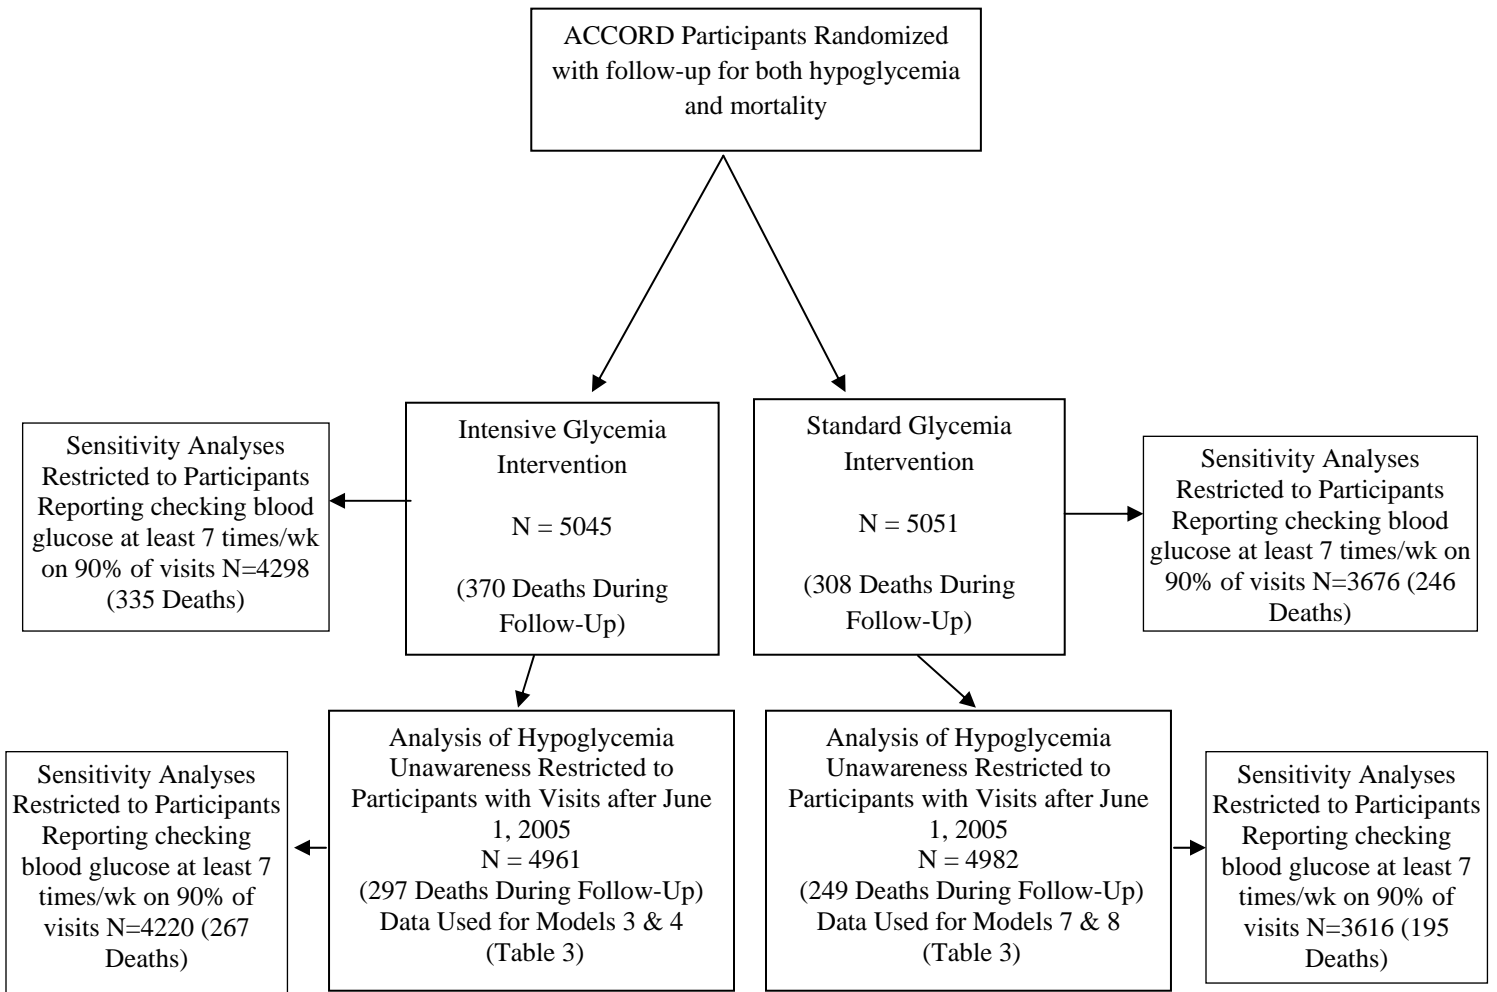 ACCORD Participants Randomized
with follow-up for both hypoglycemia
and mortality
Sensitivity Analyses
Restricted to Participants
Reporting checking blood
glucose at least 7 times/wk
on 90% of visits N=4298
(335 Deaths)
Intensive Glycemia
Intervention
N = 5045
(370 Deaths During
Follow-Up)
Standard Glycemia
Intervention
N = 5051
(308 Deaths During
Follow-Up)
Sensitivity Analyses
Restricted to Participants
Reporting checking blood
glucose at least 7 times/wk on
90% of visits N=3676 (246
Deaths)
Sensitivity Analyses
Restricted to Participants
Reporting checking
blood glucose at least 7
times/wk on 90% of
visits N=4220 (267
Deaths)
Analysis of Hypoglycemia
Unawareness Restricted to
Participants with Visits after June
1, 2005
N = 4961
(297 Deaths During Follow-Up)
Data Used for Models 3 & 4
(Table 3)
Analysis of Hypoglycemia
Unawareness Restricted to
Participants with Visits after June
1, 2005
N = 4982
(249 Deaths During Follow-Up)
Data Used for Models 7 & 8
(Table 3)
Sensitivity Analyses
Restricted to Participants
Reporting checking
blood glucose at least 7
times/wk on 90% of
visits N=3616 (195
Deaths)